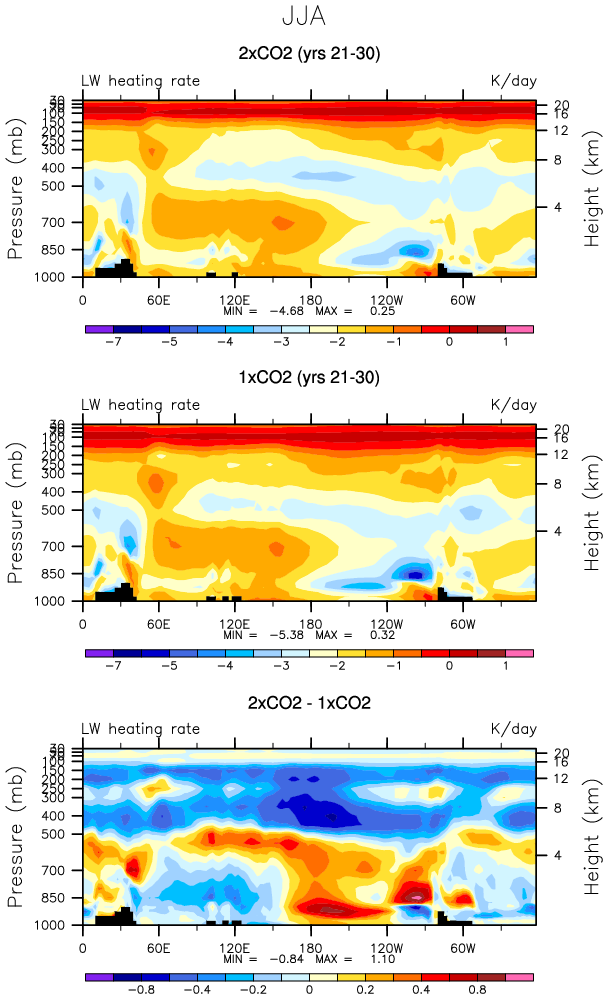 JJA
2xCO2 (yrs 21-30)
LW heating rate K/day
Pressure (mb)
100
150
200
250
300
400
500
700
850
1000
20
16
12
8
4
Height (km)
0 60E 120E 180 120W 60W
MIN = -4.68 MAX = 0.25
-7 -5 -4 -3 -2 -1 0 1
1xCO2 (yrs 21-30)
LW heating rate K/day
Pressure (mb)
100
150
200
250
300
400
500
700
850
1000
20
16
12
8
4
Height (km)
0 60E 120E 180 120W 60W
MIN = -5.38 MAX = 0.32
-7 -5 -4 -3 -2 -1 0 1
2xCO2 - 1xCO2
LW heating rate K/day
Pressure (mb)
100
150
200
250
300
400
500
700
850
1000
20
16
12
8
4
Height (km)
0 60E 120E 180 120W 60W
MIN = -0.84 MAX = 1.10
-0.8 -0.4 -0.2 0 0.2 0.4 0.8